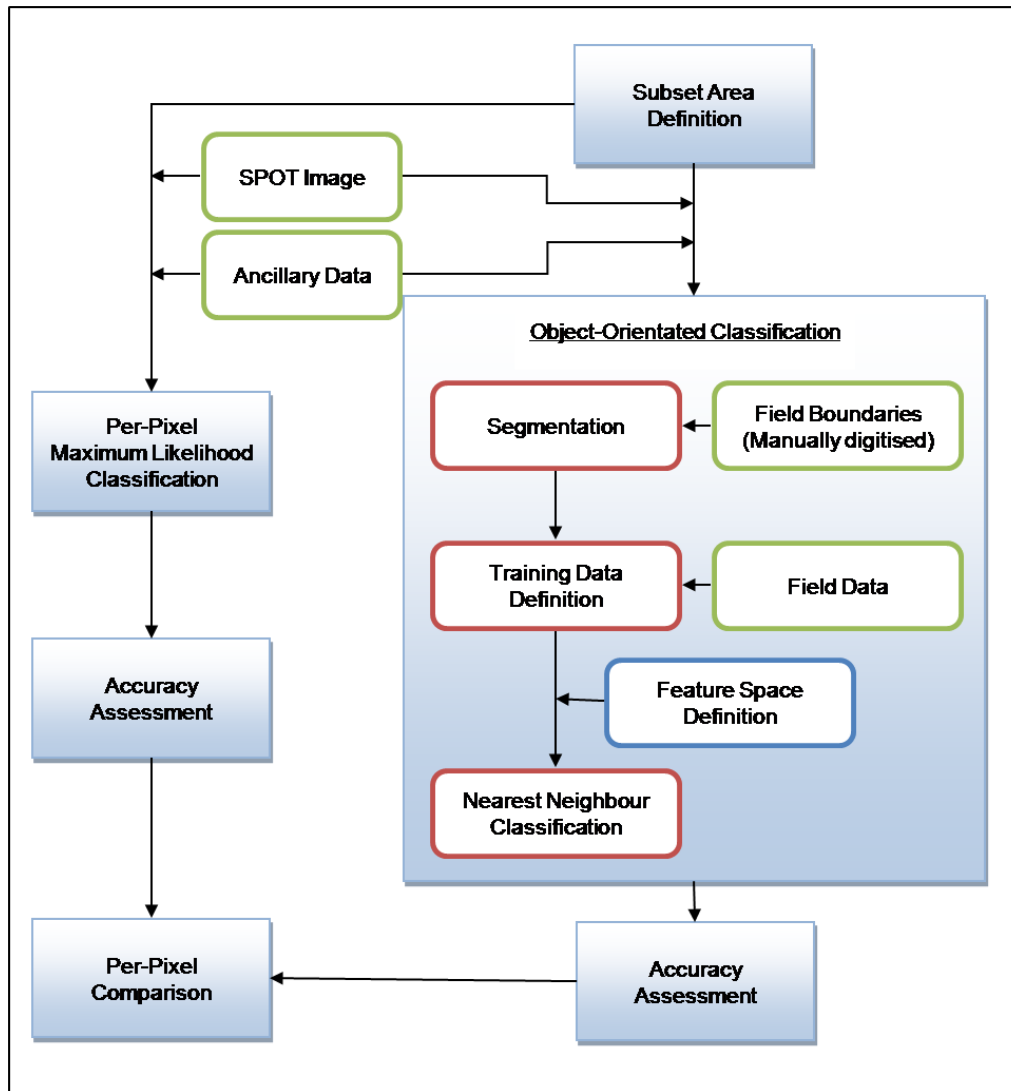 Subset Area
Definition
SPOT Image
Ancillary Data
Object-Orientated Classification
Per-Pixel
Maximum Likelihood
Classification
Segmentation
Field Boundaries
(Manually digitised)
Training Data
Definition
Field Data
Accuracy
Assessment
Feature Space
Definition
Nearest Neighbour
Classification
Per-Pixel
Comparison
Accuracy
Assessment